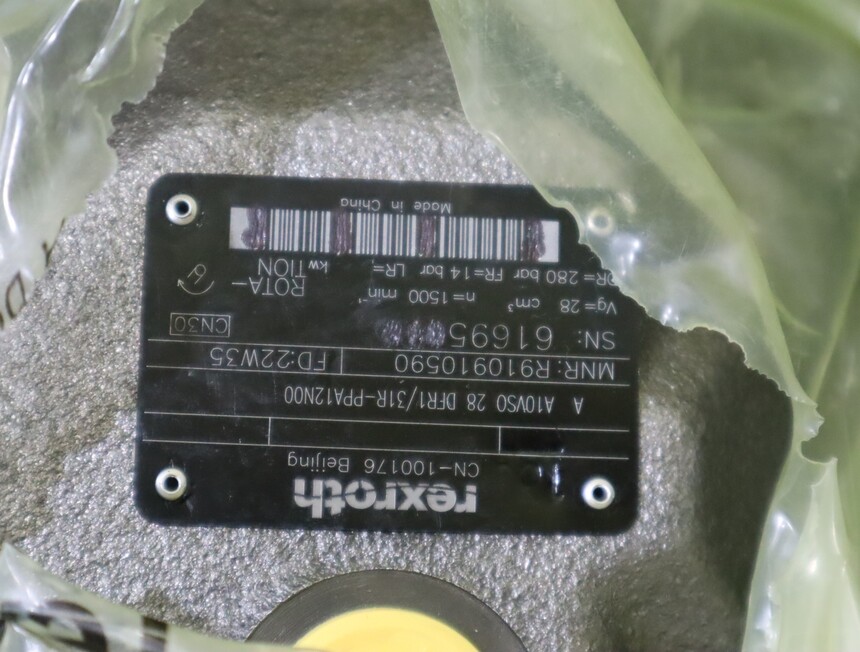 rexroth
CN-100176 Beijing
A A10VSO 28 DFR1/31R-PPA12N00
MNR: R910910590 FD:22W35
SN: 61695 CN30
Vg= 28 cm³ n= 1500 min⁻¹ ROTA-
PR= 280 bar FR=14 bar LR= kW TION
Made in China